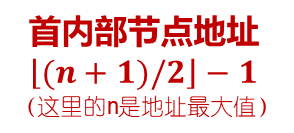 首内部节点地址
⌊(n + 1)/2⌋ − 1
(这里的n是地址最大值)